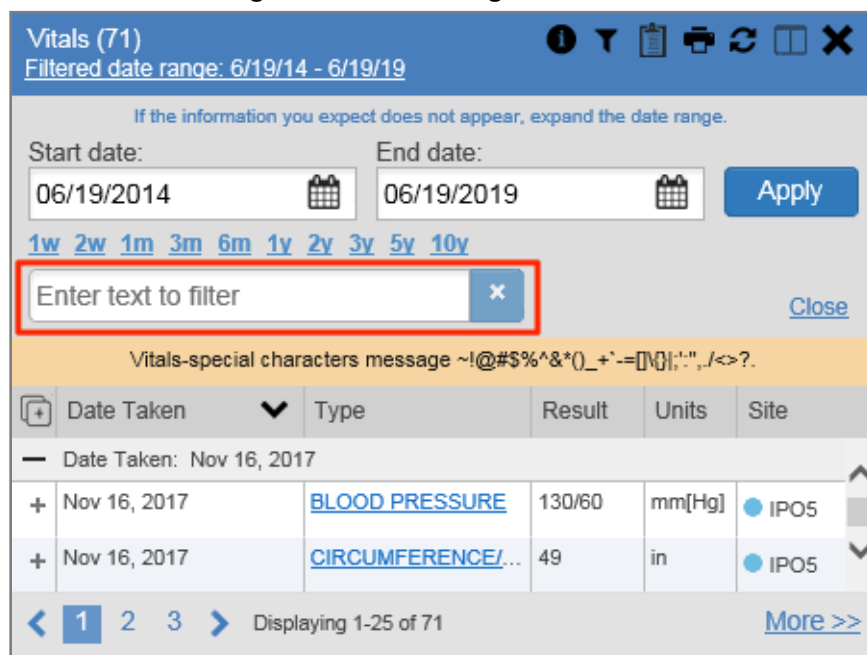 Vitals (71)
Filtered date range: 6/19/14 - 6/19/19
If the information you expect does not appear, expand the date range.
Start date: End date:
06/19/2014 06/19/2019 Apply
1w 2w 1m 3m 6m 1y 2y 3y 5y 10y
Enter text to filter
Close
Vitals-special characters message ~!@#$%^&*()_+`-=[]\{}|;':",./<>?.
Date Taken Type Result Units Site
Date Taken: Nov 16, 2017
Nov 16, 2017 BLOOD PRESSURE 130/60 mm[Hg] IPO5
Nov 16, 2017 CIRCUMFERENCE/... 49 in IPO5
1 2 3 Displaying 1-25 of 71 More >>